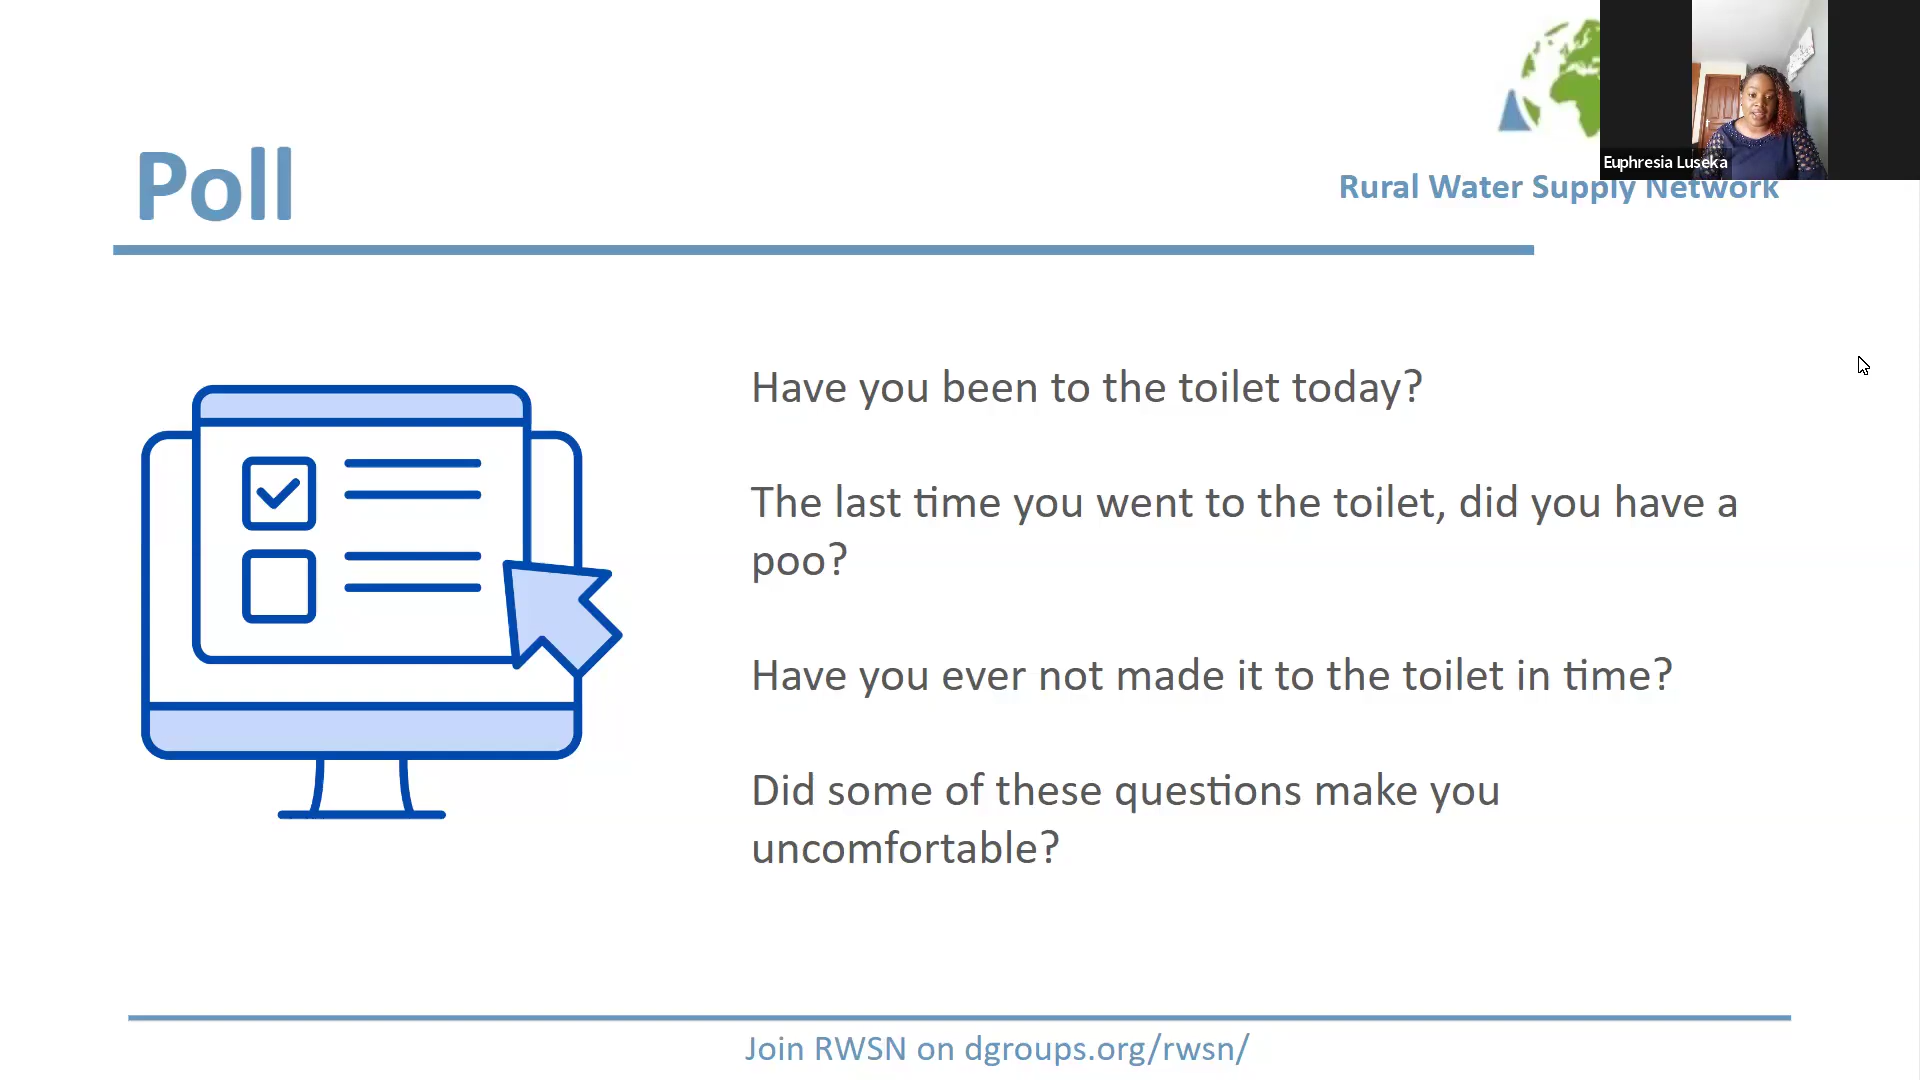 Euphresia Luseka
Poll
Rural Water Supply Network
Have you been to the toilet today?
The last time you went to the toilet, did you have a
poo?
Have you ever not made it to the toilet in time?
Did some of these questions make you
uncomfortable?
Join RWSN on dgroups.org/rwsn/